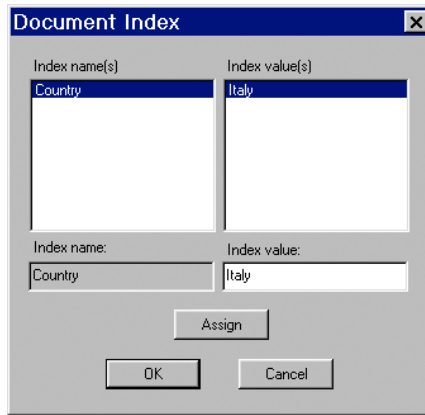 Document Index
Index name(s) Index value(s)
Country Italy
Index name: Index value:
Country Italy
Assign
OK Cancel